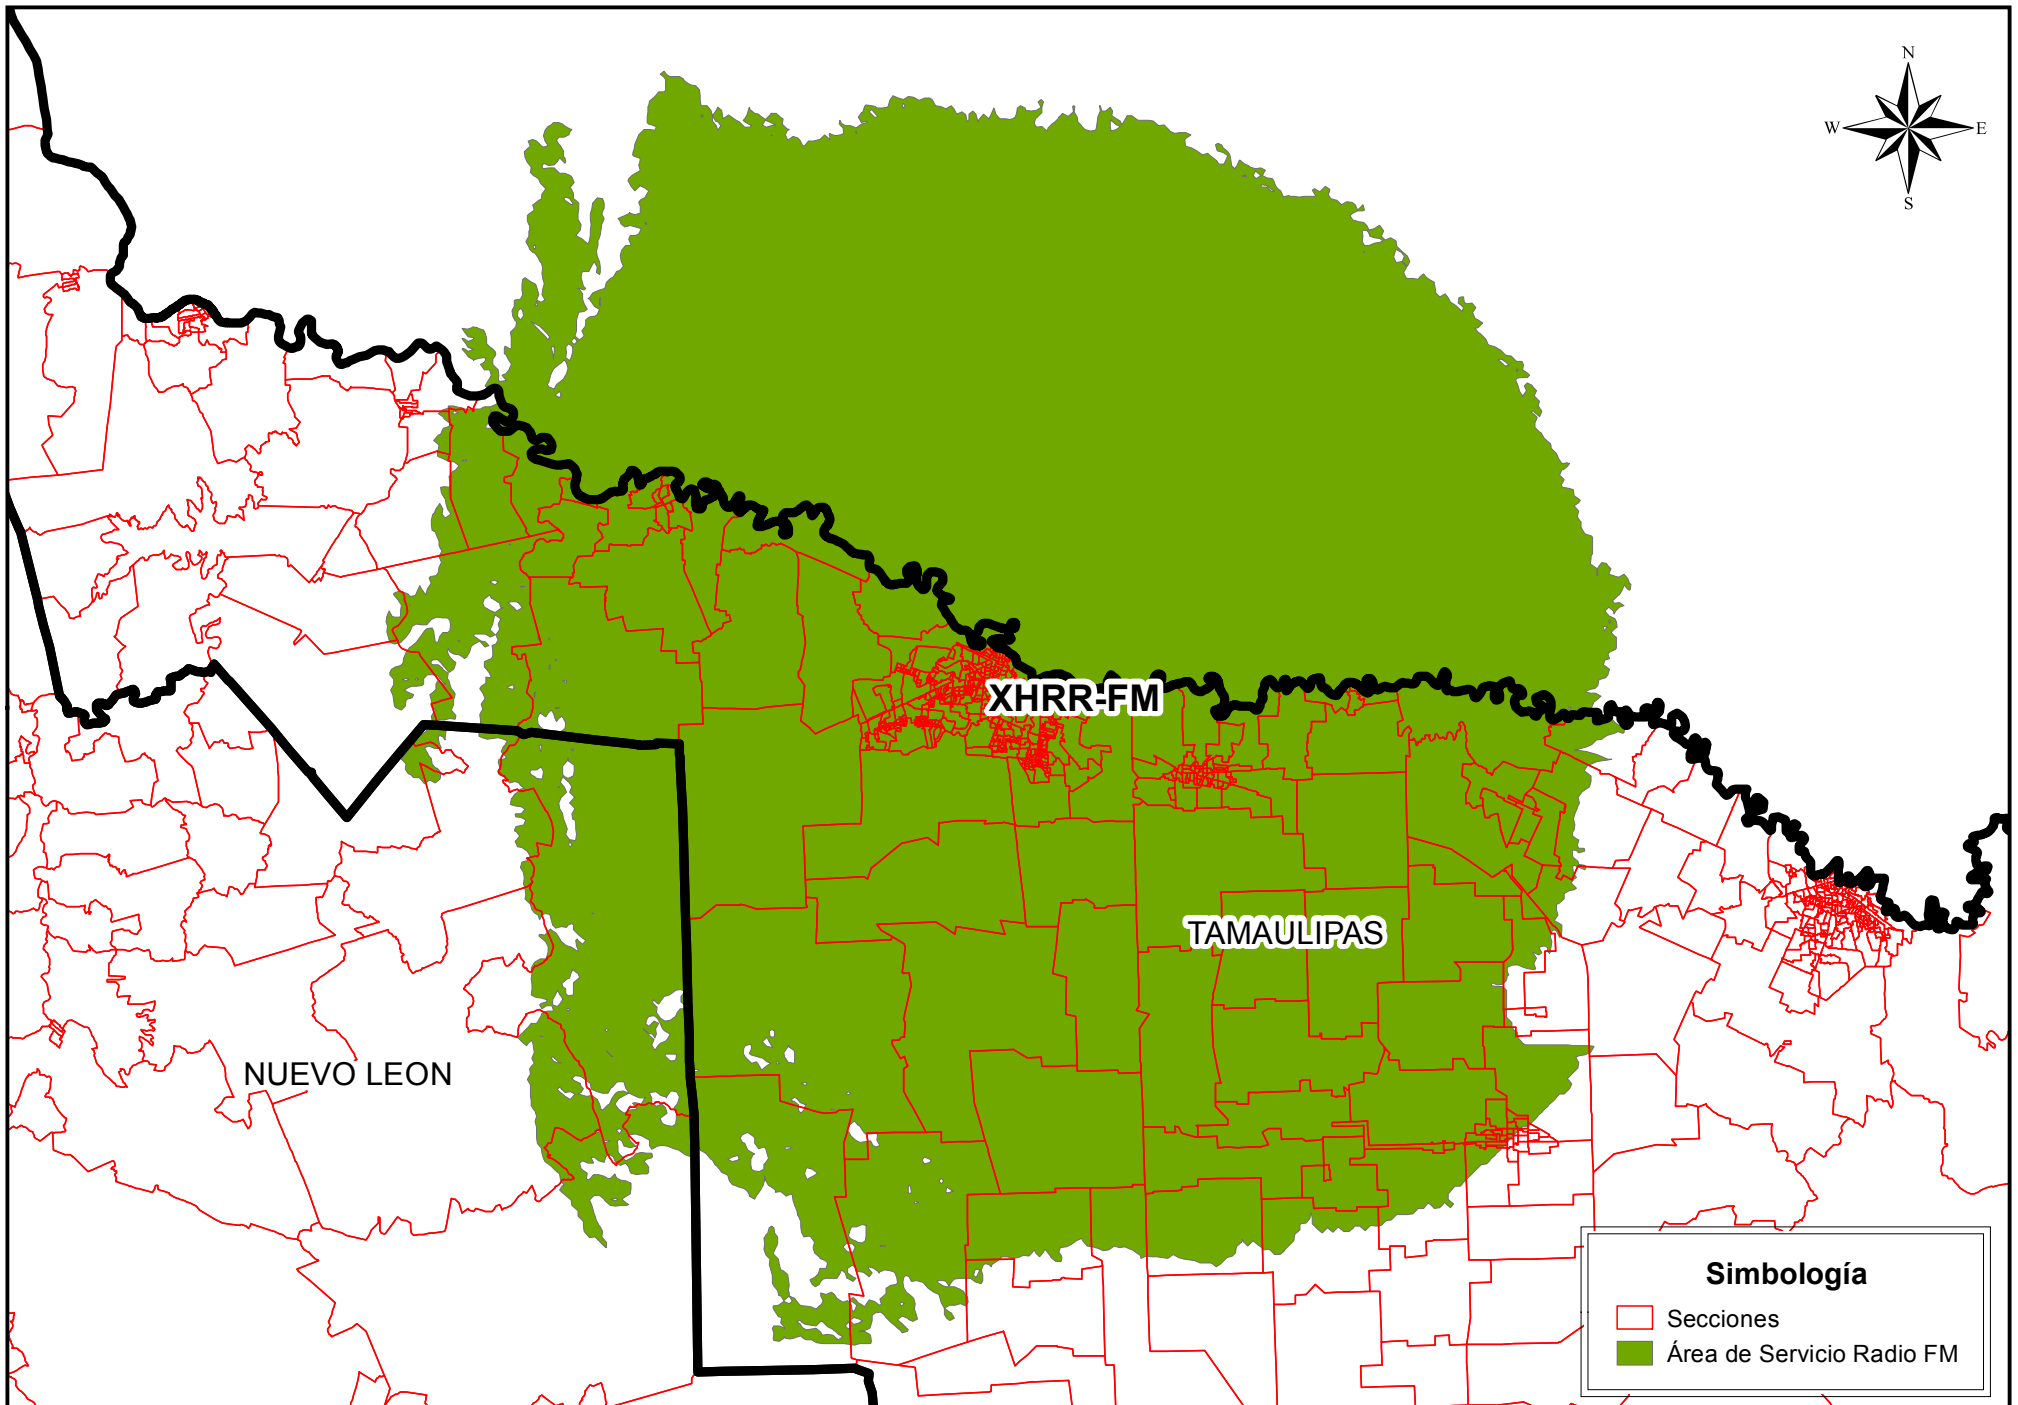 N
W E
S
XHRR-FM
TAMAULIPAS
NUEVO LEON
Simbología
Secciones
Área de Servicio Radio FM